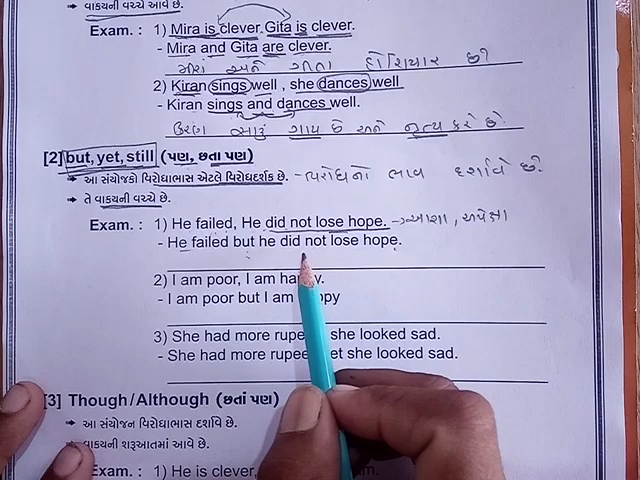 → વાક્યની વચ્ચે આવે છે.
Exam. : 1) Mira is clever. Gita is clever.
- Mira and Gita are clever.
મીરા અને ગીતા હોંશિયાર છે
2) Kiran sings well , she dances well
- Kiran sings and dances well.
કિરણ સારું ગાય છે અને નૃત્ય કરે છે.
[2] but, yet, still (પણ, છતા પણ)
→ આ સંયોજકો વિરોધાભાસ એટલે વિરોધદર્શક છે. - વિરોધનો ભાવ દર્શાવે છે.
→ તે વાકયની વચ્ચે છે.
Exam. : 1) He failed, He did not lose hope. → આશા, અપેક્ષા
- He failed but he did not lose hope.
2) I am poor, I am
- I am poor but I am
3) She had more she looked sad.
- She had more she looked sad.
[3] Though/Although (છતાં પણ)
→ આ સંયોજન વિરોધાભાસ દર્શાવે છે.
→ વાક્યની શરૂઆતમાં આવે છે.
Exam. : 1) He is clever,